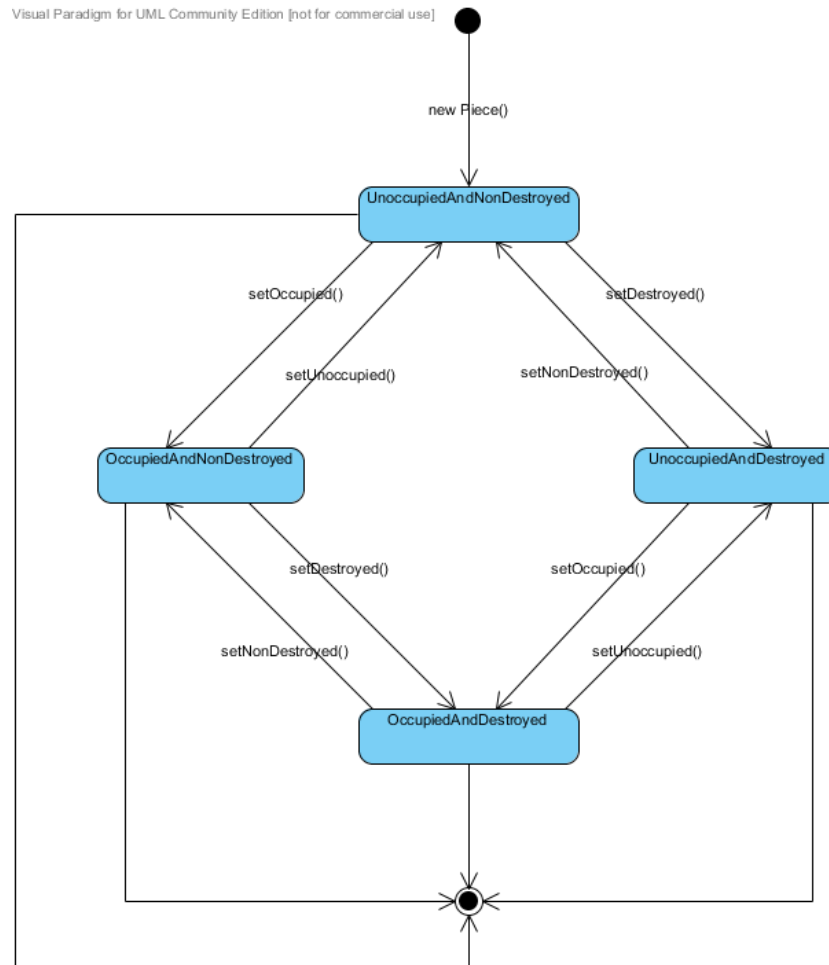 Visual Paradigm for UML Community Edition [not for commercial use]
new Piece()
UnoccupiedAndNonDestroyed
setOccupied()
setDestroyed()
setUnoccupied()
setNonDestroyed()
OccupiedAndNonDestroyed
UnoccupiedAndDestroyed
setDestroyed()
setOccupied()
setNonDestroyed()
setUnoccupied()
OccupiedAndDestroyed